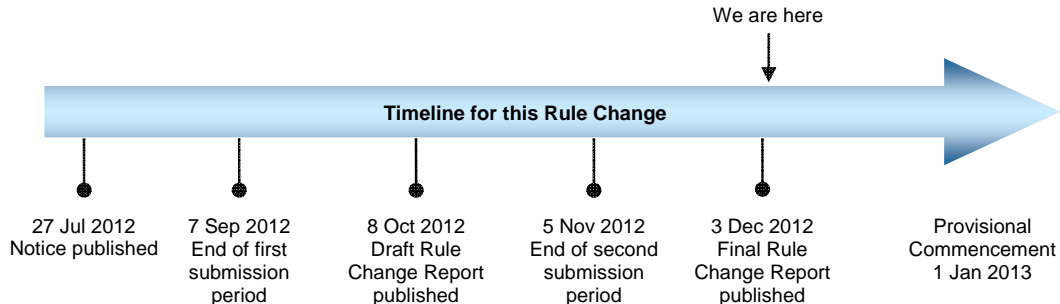 We are here
Timeline for this Rule Change
27 Jul 2012
Notice published
7 Sep 2012
End of first
submission
period
8 Oct 2012
Draft Rule
Change Report
published
5 Nov 2012
End of second
submission
period
3 Dec 2012
Final Rule
Change Report
published
Provisional
Commencement
1 Jan 2013